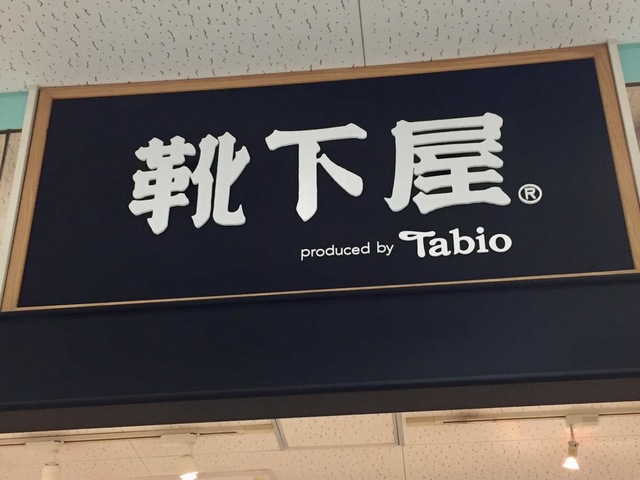 靴下屋®
produced by Tabio